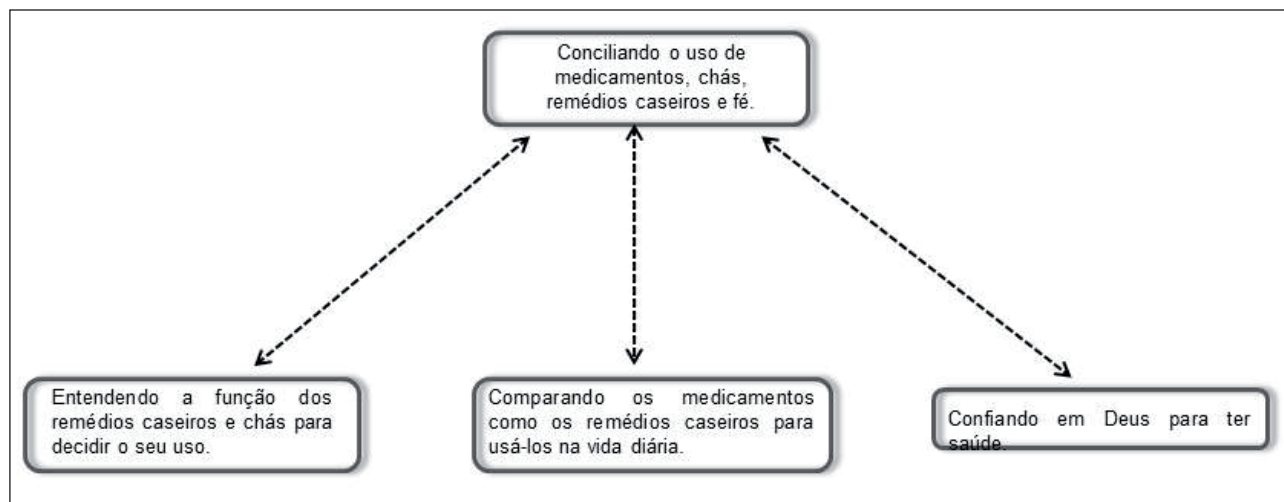 Conciliando o uso de
medicamentos, chás,
remédios caseiros e fé.
Entendendo a função dos
remédios caseiros e chás para
decidir o seu uso.
Comparando os medicamentos
como os remédios caseiros para
usá-los na vida diária.
Confiando em Deus para ter
saúde.